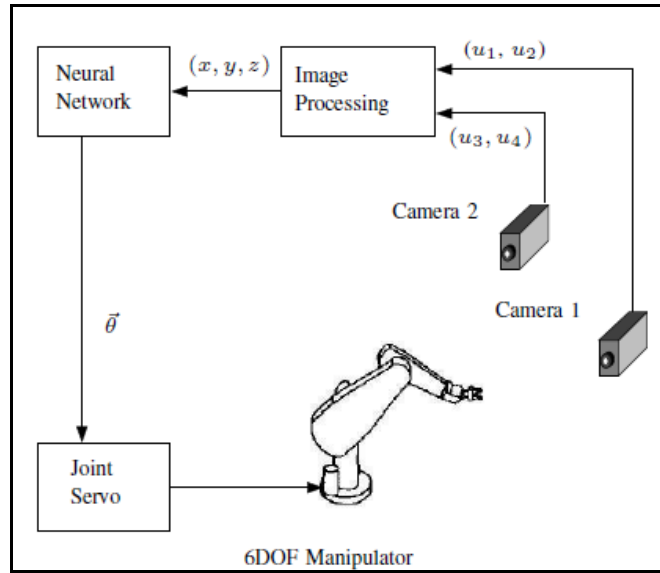 Neural
Network
(x, y, z)
Image
Processing
(u₁, u₂)
(u₃, u₄)
Camera 2
Camera 1
θ⃗
Joint
Servo
6DOF Manipulator